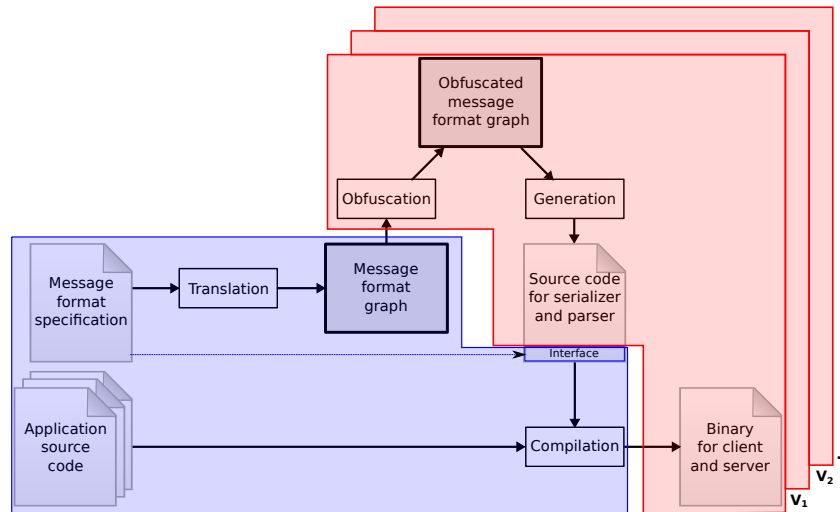 Obfuscated
message
format graph
Obfuscation
Generation
Message
format
specification
Translation
Message
format
graph
Source code
for serializer
and parser
Interface
Application
source
code
Compilation
Binary
for client
and server
V1
V2
.